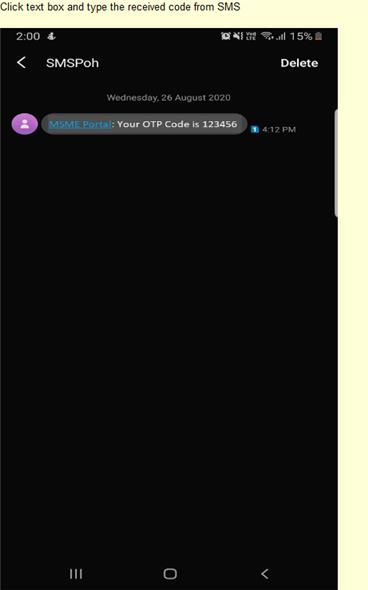 Click text box and type the received code from SMS
2:00 15%
SMSPoh Delete
Wednesday, 26 August 2020
MSME Portal: Your OTP Code is 123456
1 4:12 PM